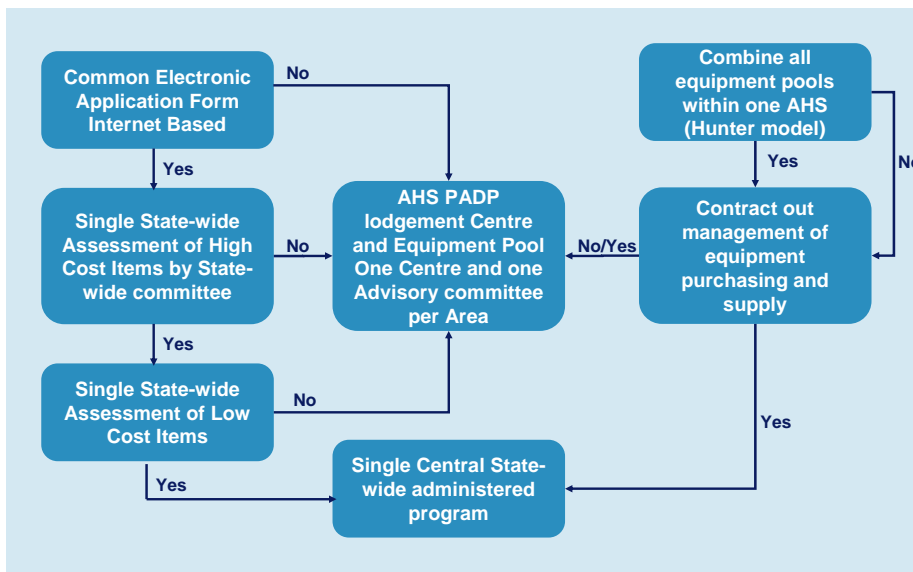 Common Electronic
Application Form
Internet Based
No
Combine all
equipment pools
within one AHS
(Hunter model)
Yes
Yes
No
Single State-wide
Assessment of High
Cost Items by State-
wide committee
No
AHS PADP
lodgement Centre
and Equipment Pool
One Centre and one
Advisory committee
per Area
No/Yes
Contract out
management of
equipment
purchasing and
supply
Yes
Single State-wide
Assessment of Low
Cost Items
No
Yes
Yes
Single Central State-
wide administered
program